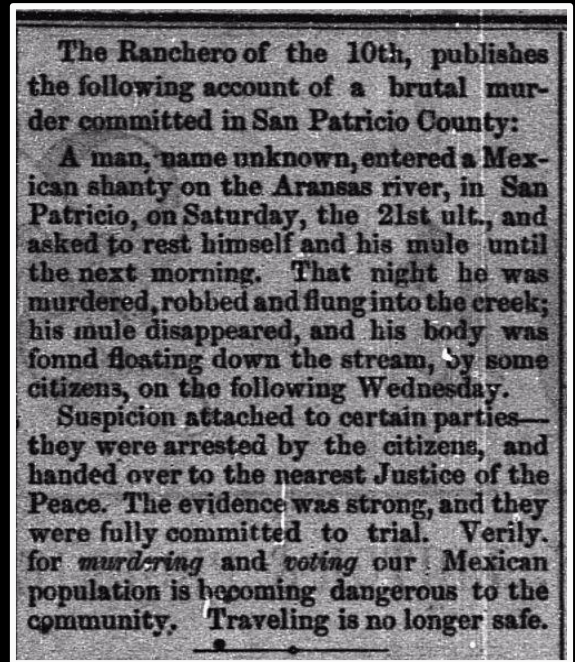 The Ranchero of the 10th, publishes
the following account of a brutal mur-
der committed in San Patricio County:
A man, name unknown, entered a Mex-
ican shanty on the Aransas river, in San
Patricio, on Saturday, the 21st ult., and
asked to rest himself and his mule until
the next morning. That night he was
murdered, robbed and flung into the creek;
his mule disappeared, and his body was
fonnd floating down the stream, by some
citizens, on the following Wednesday.
Suspicion attached to certain parties—
they were arrested by the citizens, and
handed over to the nearest Justice of the
Peace. The evidence was strong, and they
were fully committed to trial. Verily.
for murdering and voting our Mexican
population is becoming dangerous to the
community. Traveling is no longer safe.